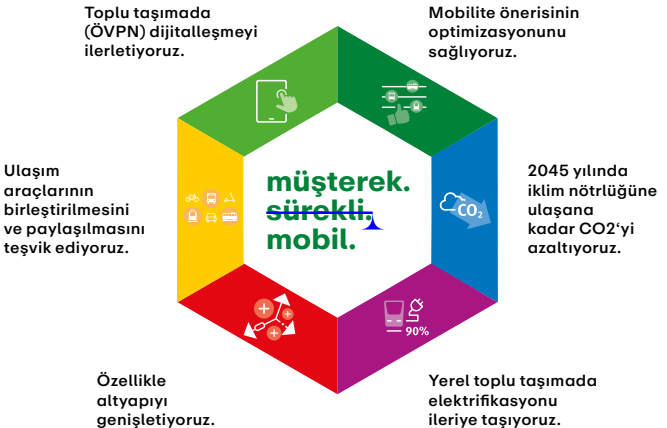 Toplu taşımada
(ÖVPN) dijitalleşmeyi
ilerletiyoruz.
Mobilite önerisinin
optimizasyonunu
sağlıyoruz.
Ulaşım
araçlarının
birleştirilmesini
ve paylaşılmasını
teşvik ediyoruz.
müşterek.
sürekli.
mobil.
CO₂
2045 yılında
iklim nötrlüğüne
ulaşana
kadar CO2‘yi
azaltıyoruz.
90%
Özellikle
altyapıyı
genişletiyoruz.
Yerel toplu taşımada
elektrifikasyonu
ileriye taşıyoruz.